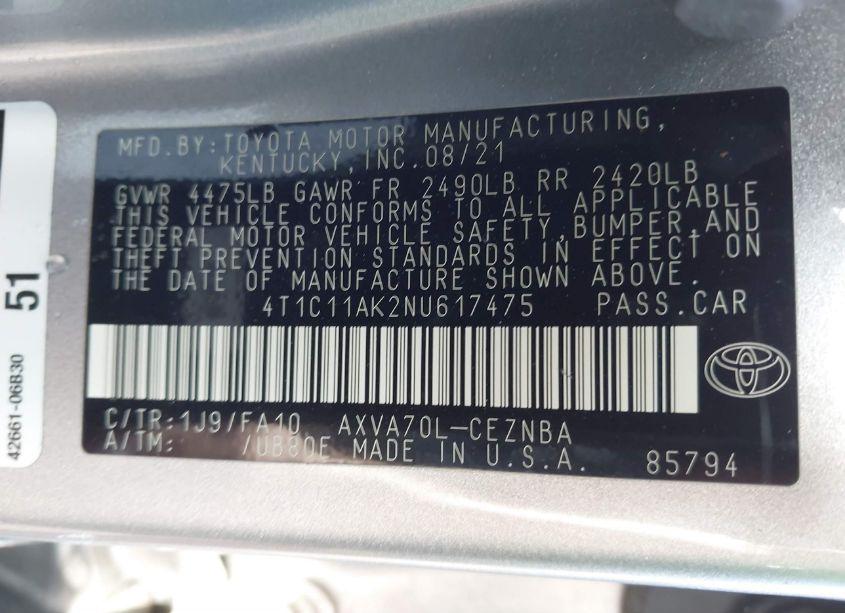 MFD.BY:TOYOTA MOTOR MANUFACTURING,
KENTUCKY,INC.08/21
GVWR 4475LB GAWR FR 2490LB RR 2420LB
THIS VEHICLE CONFORMS TO ALL APPLICABLE
FEDERAL MOTOR VEHICLE SAFETY,BUMPER,AND
THEFT PREVENTION STANDARDS IN EFFECT ON
THE DATE OF MANUFACTURE SHOWN ABOVE.
4T1C11AK2NU617475 PASS.CAR
C/TR:1J9/FA10 AXVA70L-CEZNBA
A/TM: /UB80E MADE IN U.S.A. 85794
51
42661-06B30